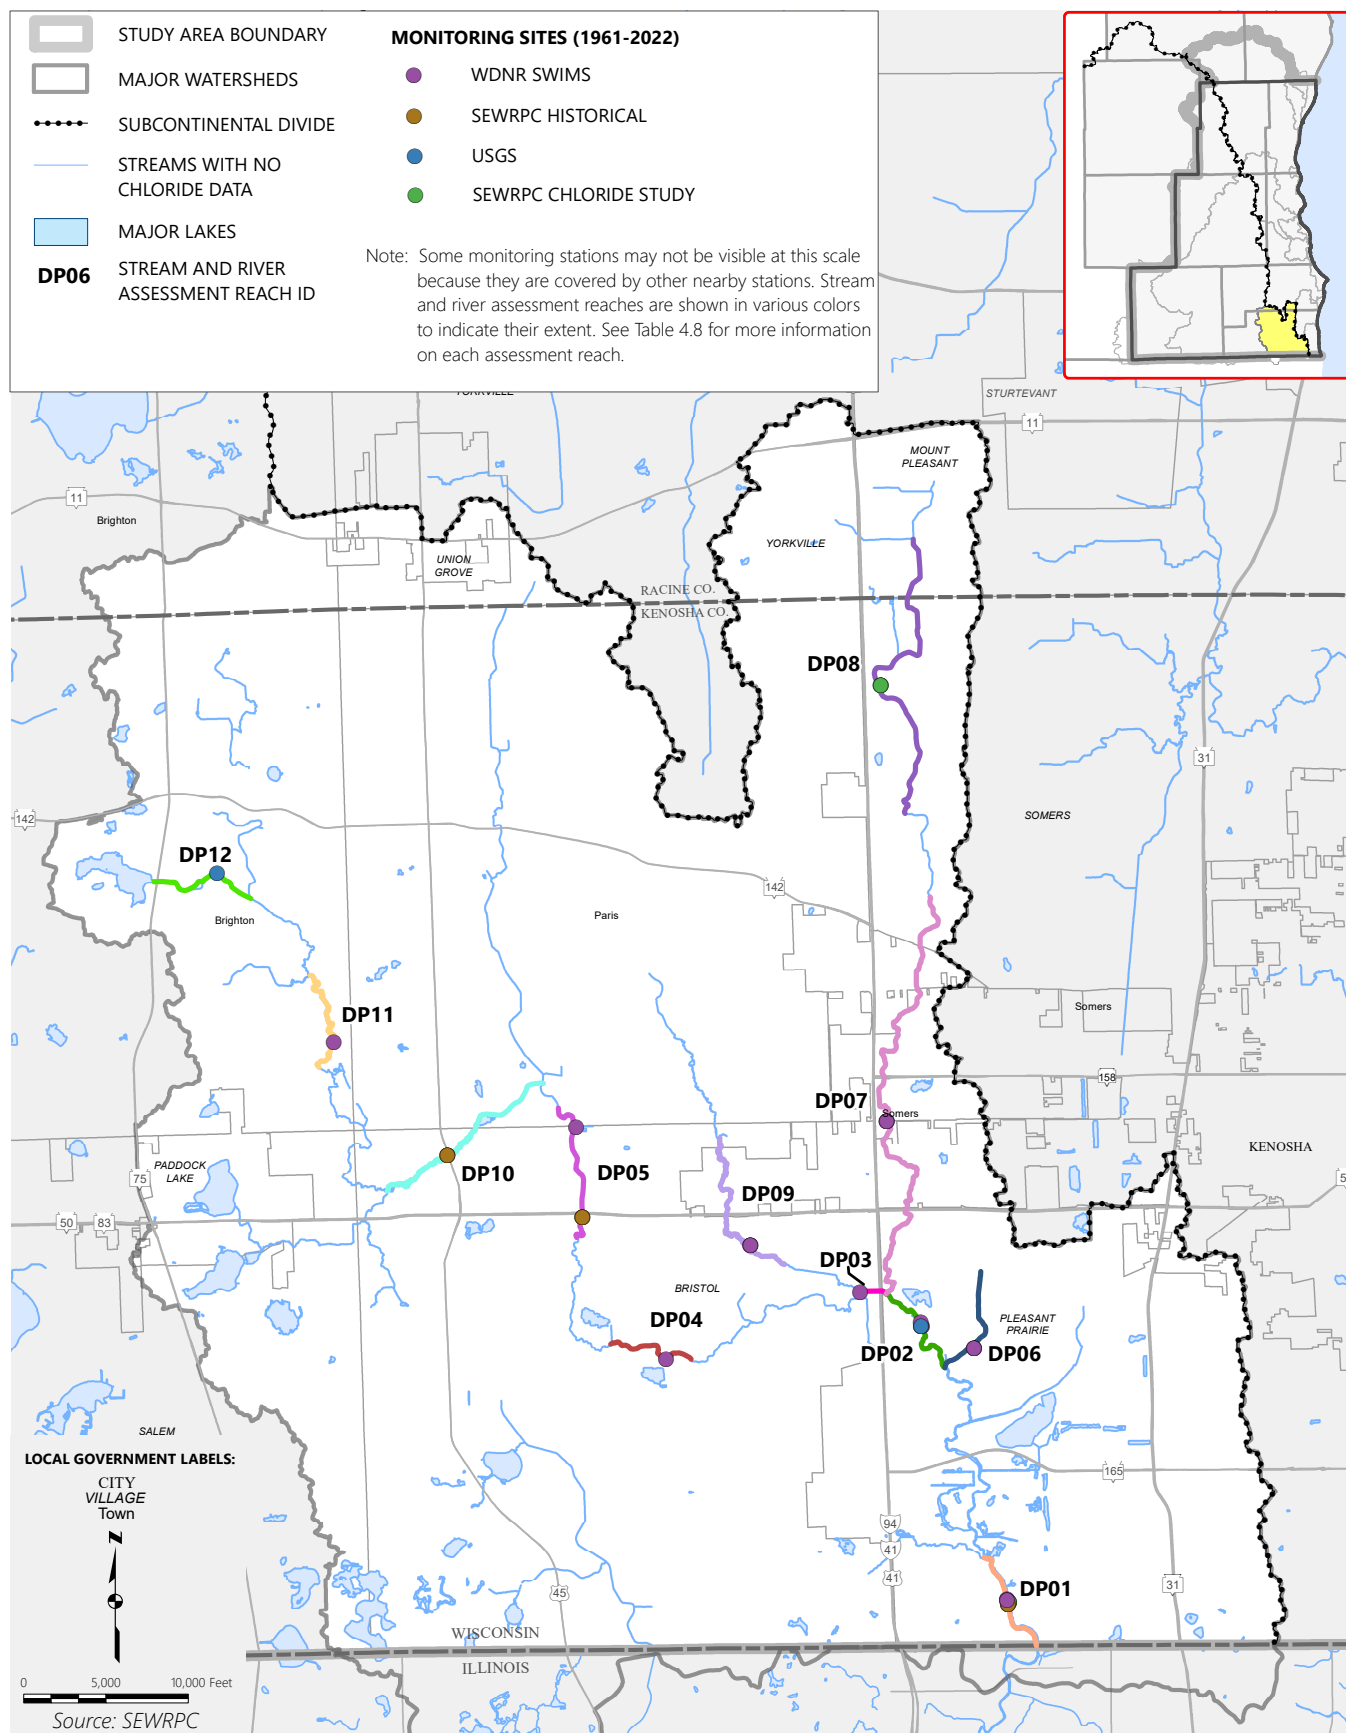 STUDY AREA BOUNDARY
MAJOR WATERSHEDS
SUBCONTINENTAL DIVIDE
STREAMS WITH NO
CHLORIDE DATA
MAJOR LAKES
DP06
STREAM AND RIVER
ASSESSMENT REACH ID
MONITORING SITES (1961-2022)
WDNR SWIMS
SEWRPC HISTORICAL
USGS
SEWRPC CHLORIDE STUDY
Note: Some monitoring stations may not be visible at this scale
because they are covered by other nearby stations. Stream
and river assessment reaches are shown in various colors
to indicate their extent. See Table 4.8 for more information
on each assessment reach.
STURTEVANT
11
MOUNT
PLEASANT
11
Brighton
YORKVILLE
UNION
GROVE
RACINE CO.
KENOSHA CO.
DP08
31
142
SOMERS
DP12
142
Brighton
Paris
DP11
Somers
158
DP07
Somers
KENOSHA
PADDOCK
LAKE
75
DP10
DP05
DP09
50
83
DP03
BRISTOL
DP04
PLEASANT
PRAIRIE
DP02
DP06
SALEM
LOCAL GOVERNMENT LABELS:
CITY
VILLAGE
Town
165
94
41
41
N
DP01
45
31
WISCONSIN
ILLINOIS
0
5,000
10,000 Feet
Source: SEWRPC